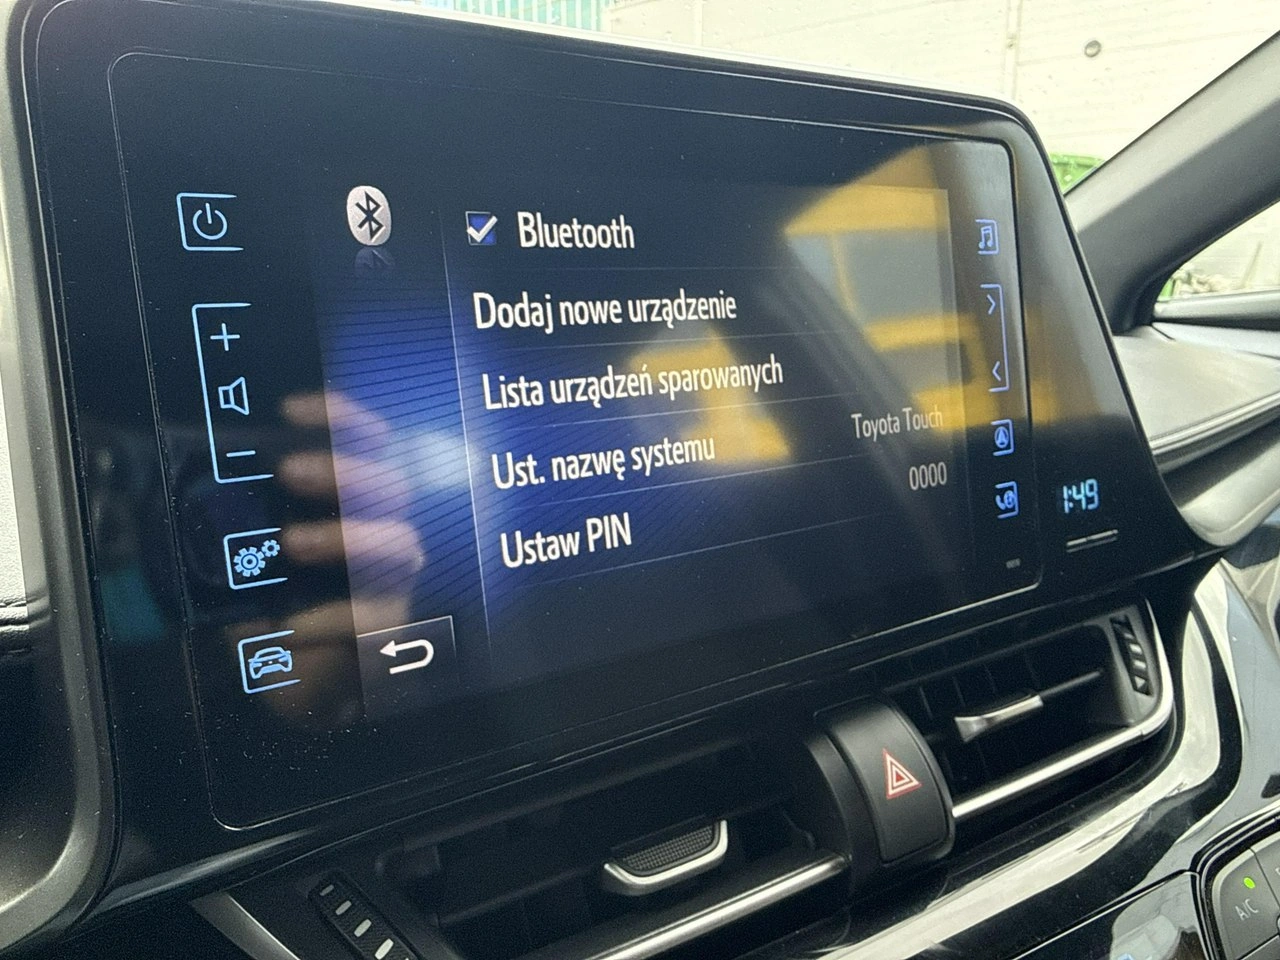 Bluetooth
Dodaj nowe urządzenie
Lista urządzeń sparowanych
Ust. nazwę systemu
Toyota Touch
Ustaw PIN
0000
1:49
A/C